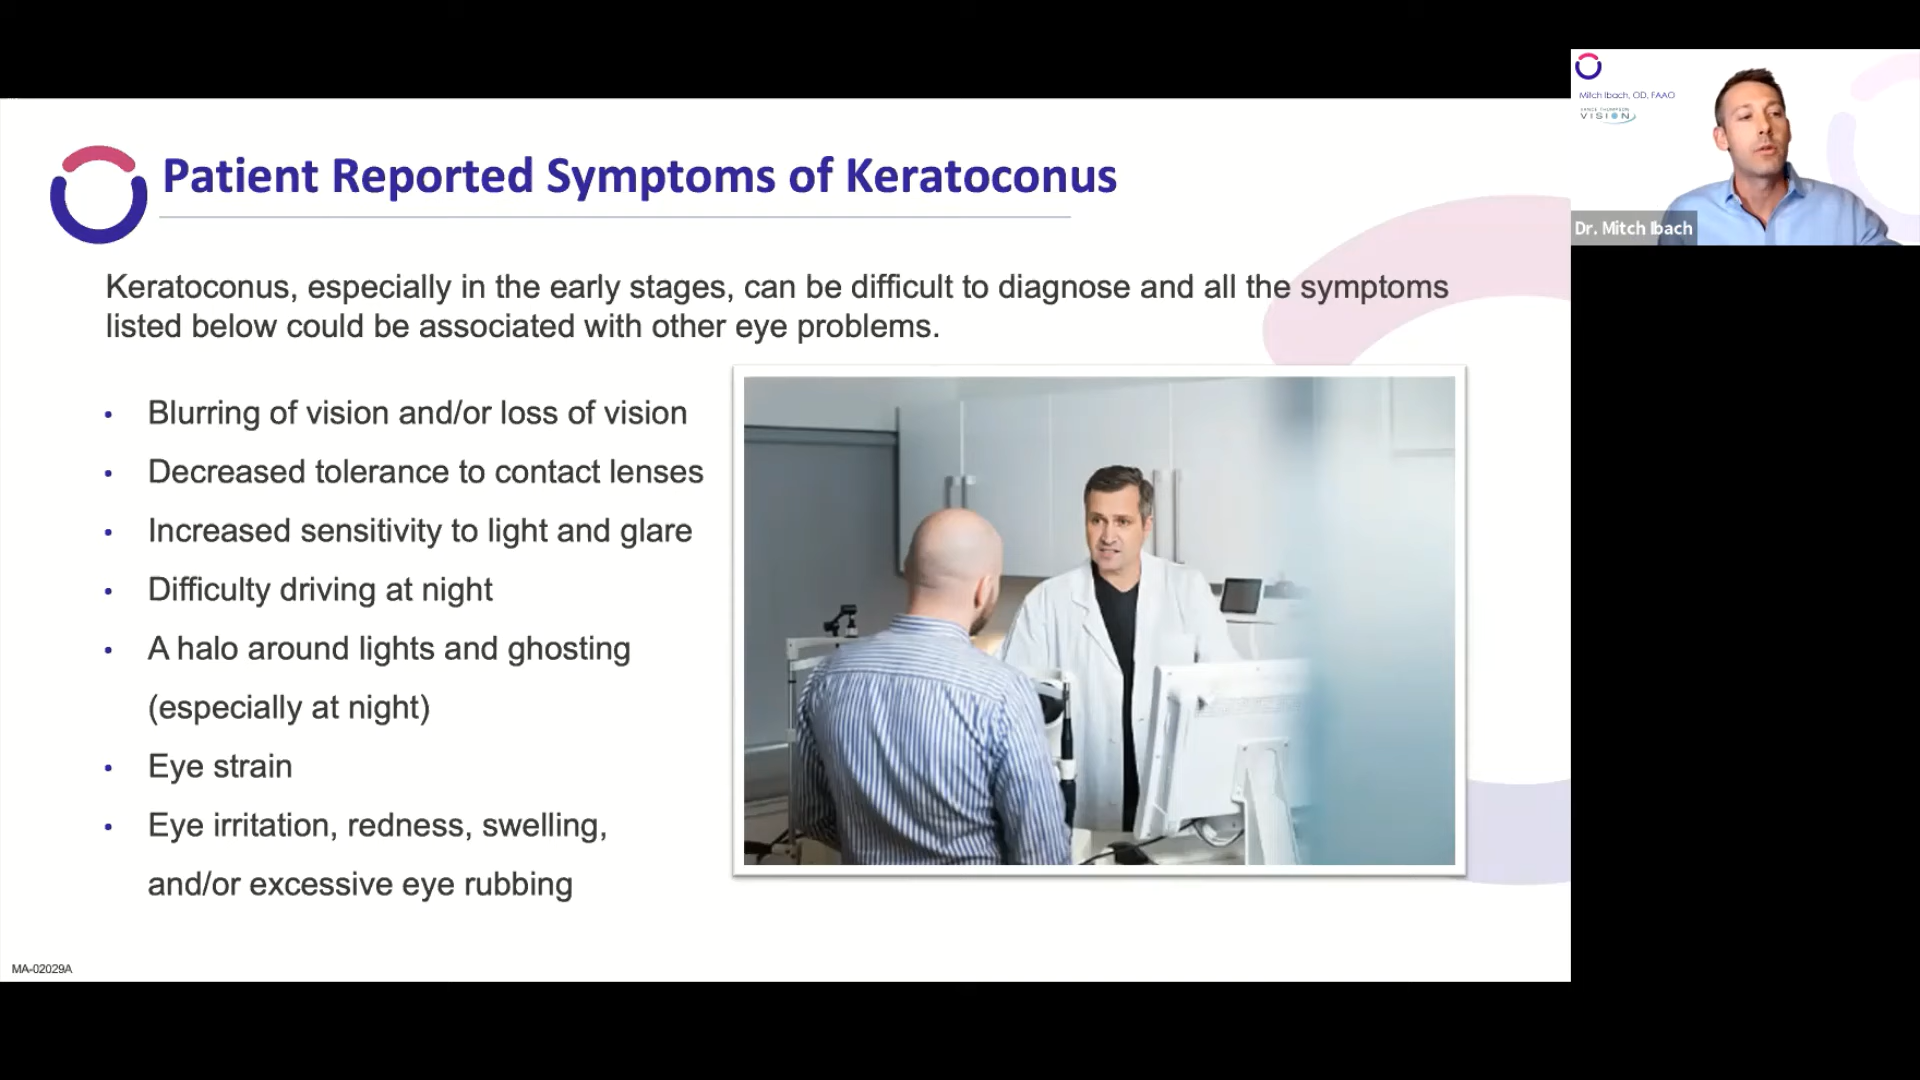 Patient Reported Symptoms of Keratoconus
Keratoconus, especially in the early stages, can be difficult to diagnose and all the symptoms
listed below could be associated with other eye problems.
• Blurring of vision and/or loss of vision
• Decreased tolerance to contact lenses
• Increased sensitivity to light and glare
• Difficulty driving at night
• A halo around lights and ghosting
(especially at night)
• Eye strain
• Eye irritation, redness, swelling,
and/or excessive eye rubbing
MA-02029A
Mitch Ibach, OD, FAAO
VANCE THOMPSON
VISION
Dr. Mitch Ibach